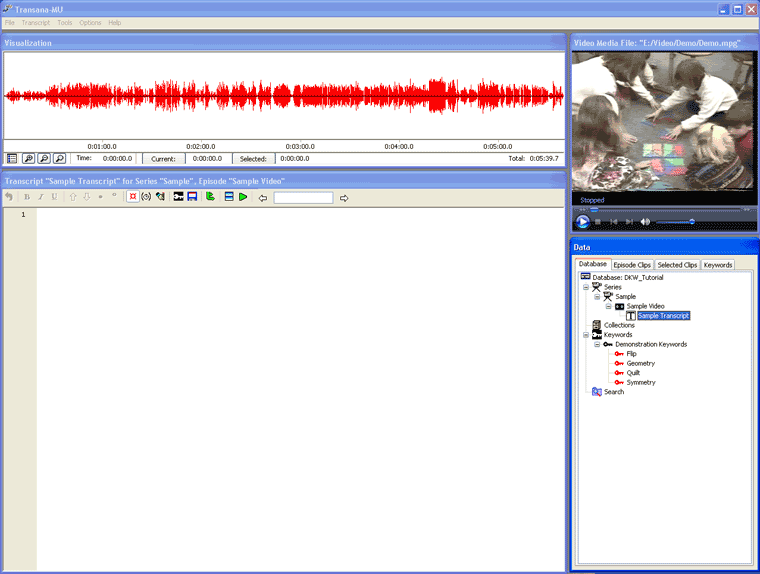 Transana-MU
File Transcript Tools Options Help
Visualization
0:01:00.0 0:02:00.0 0:03:00.0 0:04:00.0 0:05:00.0
Time: 0:00:00.0 Current: 0:00:00.0 Selected: 0:00:00.0 Total: 0:05:39.7
Transcript "Sample Transcript" for Series "Sample", Episode "Sample Video"
B I U
1
Video Media File: "E:/Video/Demo/Demo.mpg"
Stopped
Data
Database Episode Clips Selected Clips Keywords
Database: DKW_Tutorial
Series
Sample
Sample Video
T Sample Transcript
Collections
Keywords
Demonstration Keywords
Flip
Geometry
Quilt
Symmetry
Search